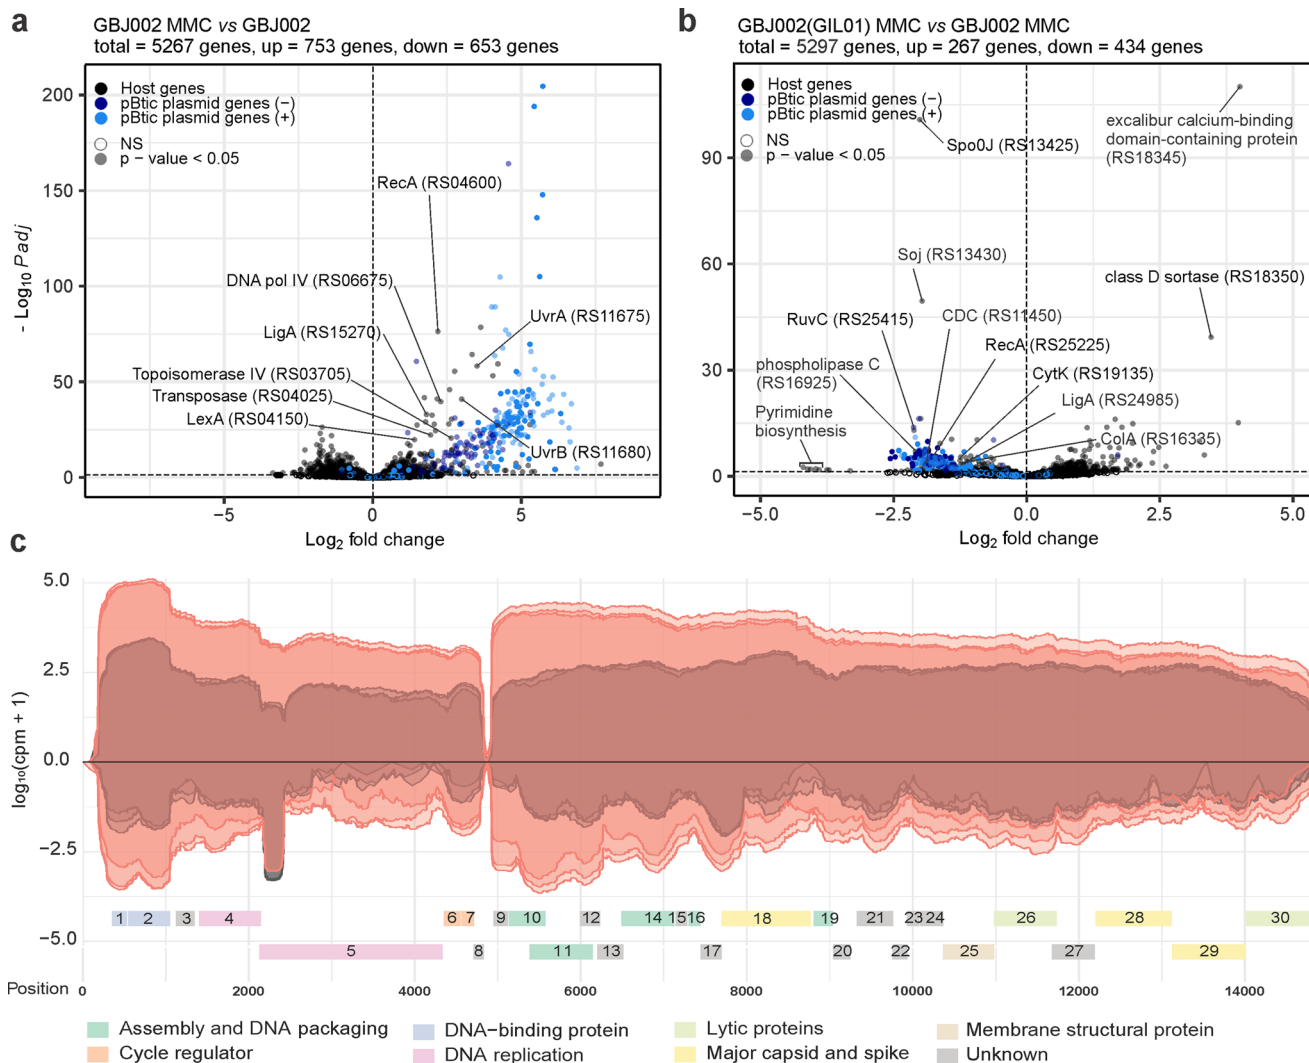 a
GBJ002 MMC vs GBJ002
total = 5267 genes, up = 753 genes, down = 653 genes
Host genes
pBtic plasmid genes (−)
pBtic plasmid genes (+)
NS
p − value < 0.05
RecA (RS04600)
DNA pol IV (RS06675)
UvrA (RS11675)
LigA (RS15270)
Topoisomerase IV (RS03705)
Transposase (RS04025)
LexA (RS04150)
UvrB (RS11680)
200
150
100
50
0
- Log10 Padj
−5
0
5
Log2 fold change
b
GBJ002(GIL01) MMC vs GBJ002 MMC
total = 5297 genes, up = 267 genes, down = 434 genes
Host genes
pBtic plasmid genes (−)
pBtic plasmid genes (+)
NS
p − value < 0.05
Spo0J (RS13425)
excalibur calcium-binding
domain-containing protein
(RS18345)
Soj (RS13430)
class D sortase (RS18350)
RuvC (RS25415)
CDC (RS11450)
RecA (RS25225)
phospholipase C
(RS16925)
CytK (RS19135)
LigA (RS24985)
Pyrimidine
biosynthesis
ColA (RS16335)
90
60
30
0
−5.0
−2.5
0.0
2.5
5.0
Log2 fold change
c
5.0
2.5
0.0
−2.5
−5.0
log10(cpm + 1)
1 2 3 4 6 7 9 10 12 14 15 16 18 19 21 23 24 26 28 30
5 8 11 13 17 20 22 25 27 29
Position
0 2000 4000 6000 8000 10000 12000 14000
Assembly and DNA packaging
DNA−binding protein
Lytic proteins
Membrane structural protein
Cycle regulator
DNA replication
Major capsid and spike
Unknown